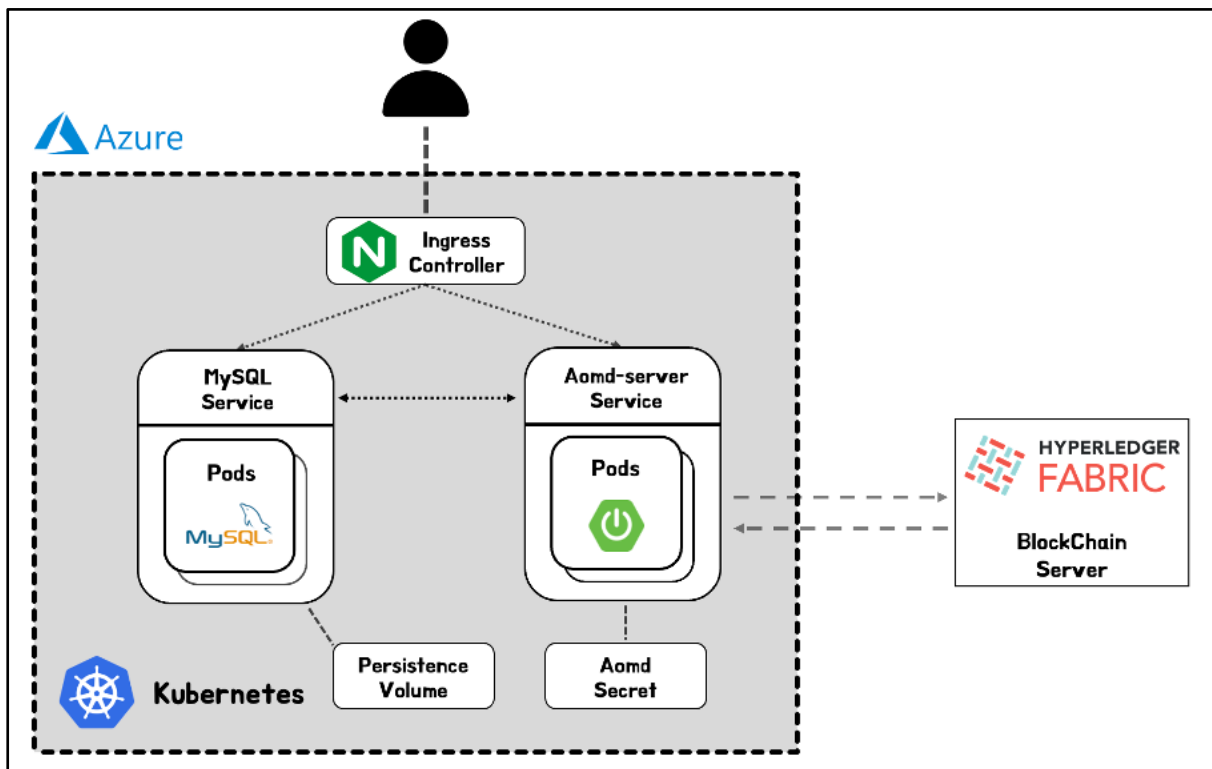 Azure
Ingress
Controller
MySQL
Service
Aomd-server
Service
Pods
MySQL
Pods
HYPERLEDGER
FABRIC
BlockChain
Server
Persistence
Volume
Aomd
Secret
Kubernetes